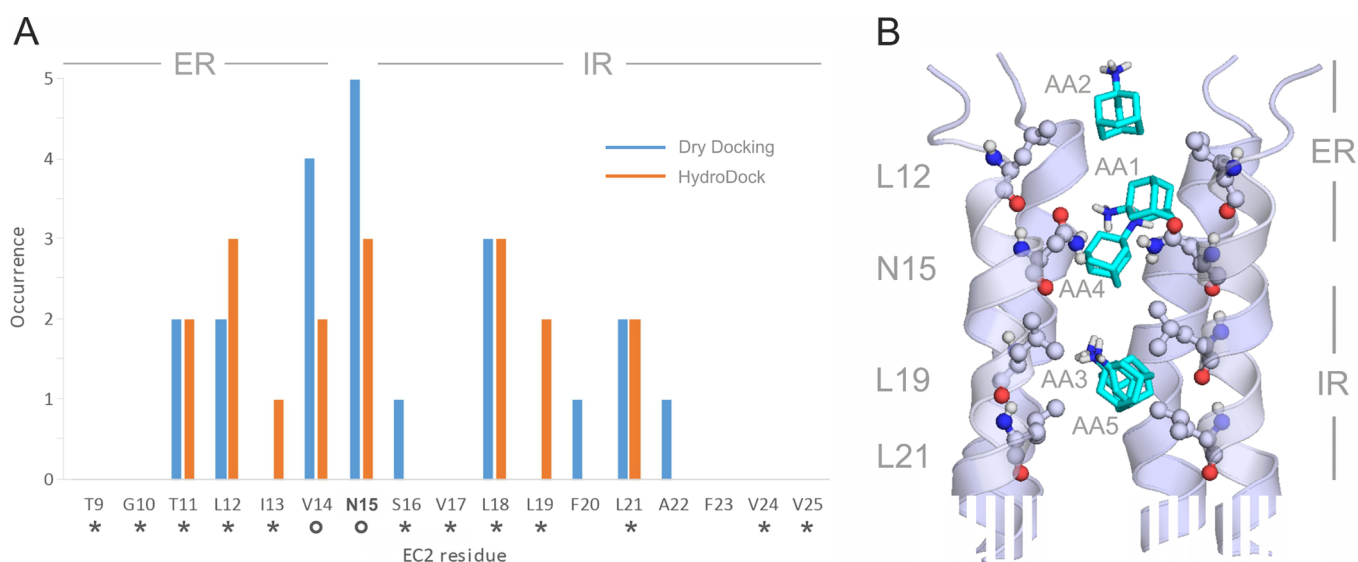 A
ER
IR
5
4
3
2
1
0
Occurrence
Dry Docking
HydroDock
T9 G10 T11 L12 I13 V14 N15 S16 V17 L18 L19 F20 L21 A22 F23 V24 V25
* * * * * o o * * * * * * *
EC2 residue
B
AA2
ER
L12
AA1
N15
AA4
L19
AA3
IR
AA5
L21